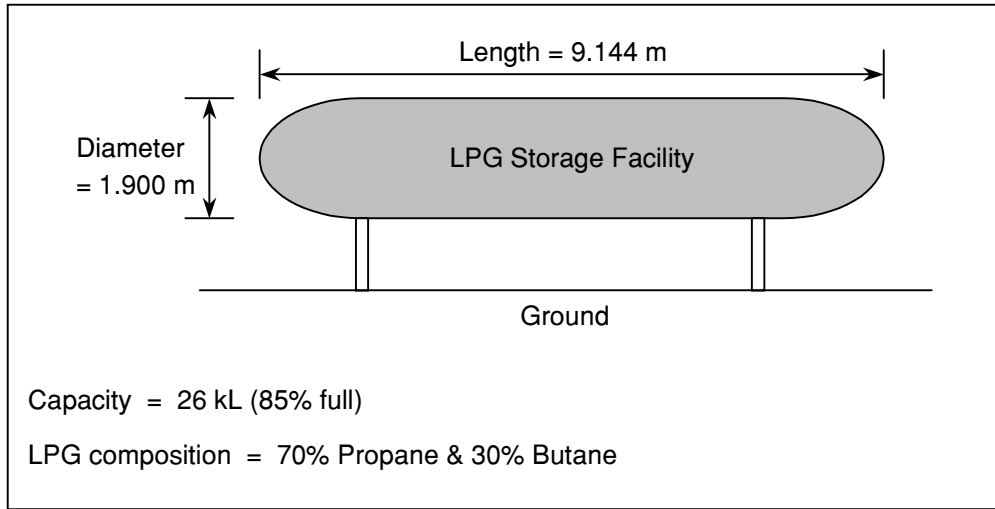 Length = 9.144 m
Diameter
= 1.900 m
LPG Storage Facility
Ground
Capacity = 26 kL (85% full)
LPG composition = 70% Propane & 30% Butane